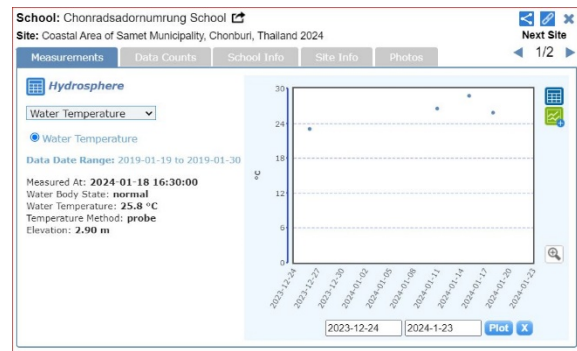 School: Chonradsadornumrung School
Site: Coastal Area of Samet Municipality, Chonburi, Thailand 2024
Next Site
1/2
Measurements
Data Counts
School Info
Site Info
Photos
Hydrosphere
Water Temperature
Water Temperature
Data Date Range: 2019-01-19 to 2019-01-30
Measured At: 2024-01-18 16:30:00
Water Body State: normal
Water Temperature: 25.8 °C
Temperature Method: probe
Elevation: 2.90 m
°C
30
24
18
12
6
0
2023-12-24
2023-12-27
2023-12-30
2024-01-02
2024-01-05
2024-01-08
2024-01-11
2024-01-14
2024-01-17
2024-01-20
2024-01-23
2023-12-24
2024-1-23
Plot
X